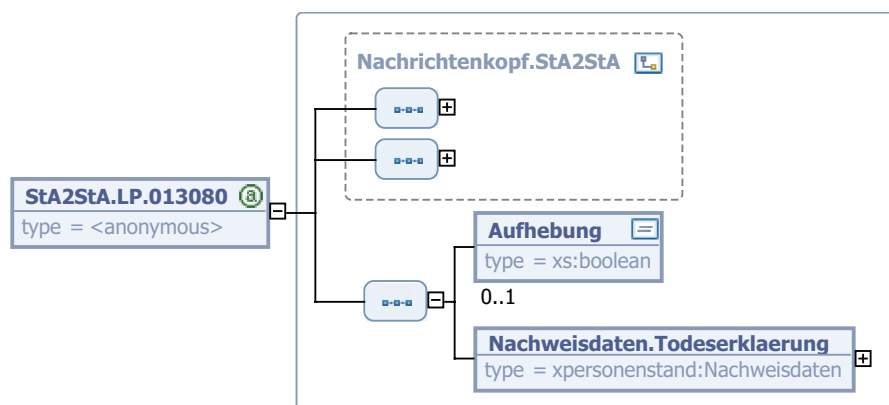 Nachrichtenkopf.StA2StA
StA2StA.LP.013080 @
type = <anonymous>
Aufhebung
type = xs:boolean
0..1
Nachweisdaten.Todeserklaerung
type = xpersonenstand:Nachweisdaten